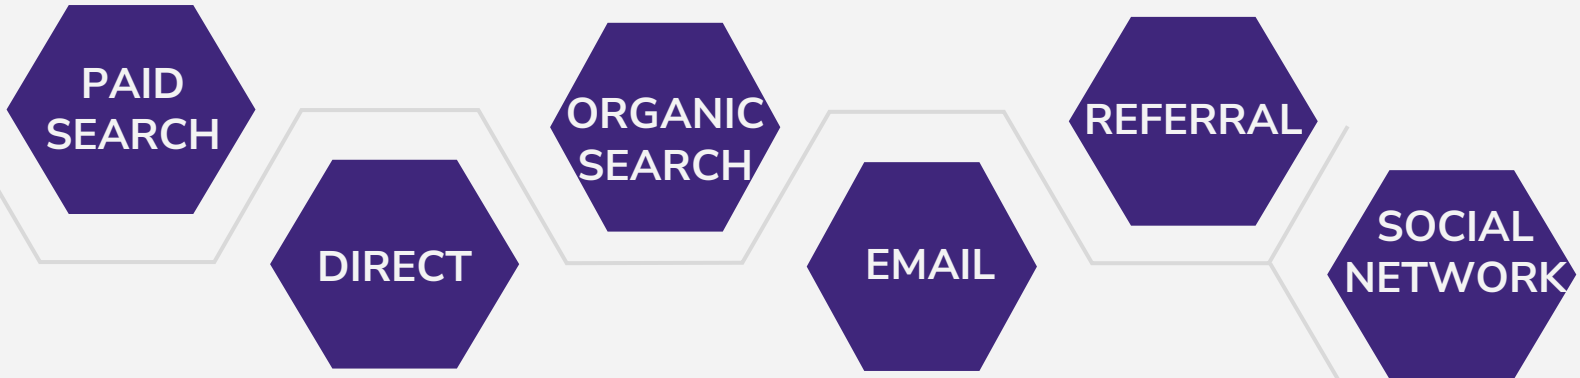 PAID
SEARCH
DIRECT
ORGANIC
SEARCH
EMAIL
REFERRAL
SOCIAL
NETWORK